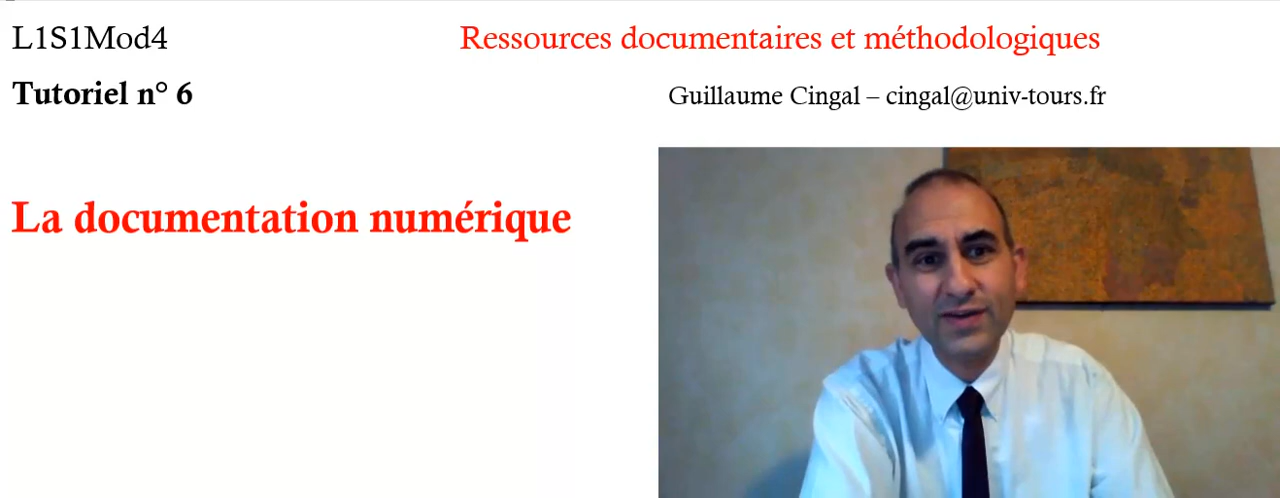 L1S1Mod4
Ressources documentaires et méthodologiques
Tutoriel n° 6
Guillaume Cingal – cingal@univ-tours.fr
La documentation numérique